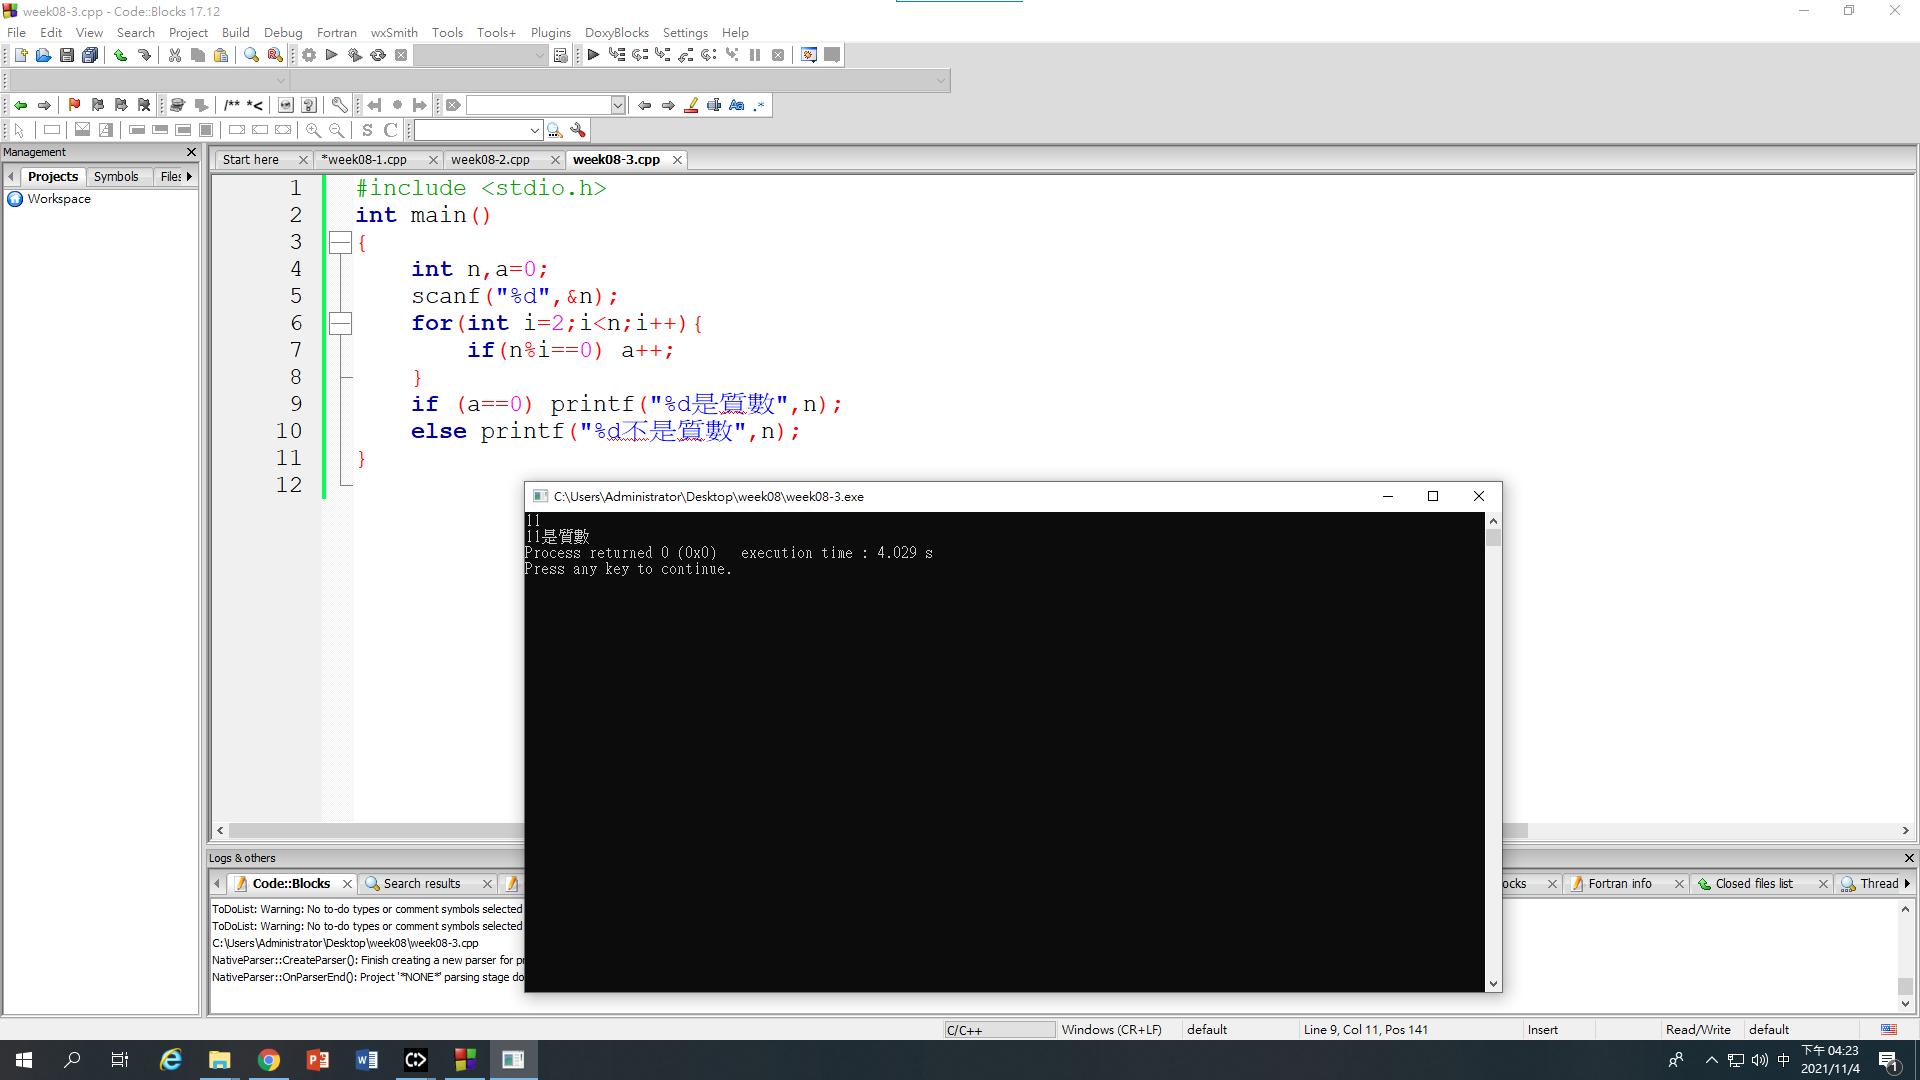 week08-3.cpp - Code::Blocks 17.12
File Edit View Search Project Build Debug Fortran wxSmith Tools Tools+ Plugins DoxyBlocks Settings Help
/** *<
S C
Management
Projects Symbols Files
Workspace
Start here *week08-1.cpp week08-2.cpp week08-3.cpp
1 #include <stdio.h>
2 int main()
3 {
4 int n,a=0;
5 scanf("%d",&n);
6 for(int i=2;i<n;i++){
7 if(n%i==0) a++;
8 }
9 if (a==0) printf("%d是質數",n);
10 else printf("%d不是質數",n);
11 }
12
C:\Users\Administrator\Desktop\week08\week08-3.exe
11
11是質數
Process returned 0 (0x0)   execution time : 4.029 s
Press any key to continue.
Logs & others
Code::Blocks Search results ocks Fortran info Closed files list Thread
ToDoList: Warning: No to-do types or comment symbols selected
ToDoList: Warning: No to-do types or comment symbols selected
C:\Users\Administrator\Desktop\week08\week08-3.cpp
NativeParser::CreateParser(): Finish creating a new parser for pr
NativeParser::OnParserEnd(): Project '*NONE*' parsing stage do
C/C++ Windows (CR+LF) default Line 9, Col 11, Pos 141 Insert Read/Write default
中 下午 04:23
2021/11/4
1